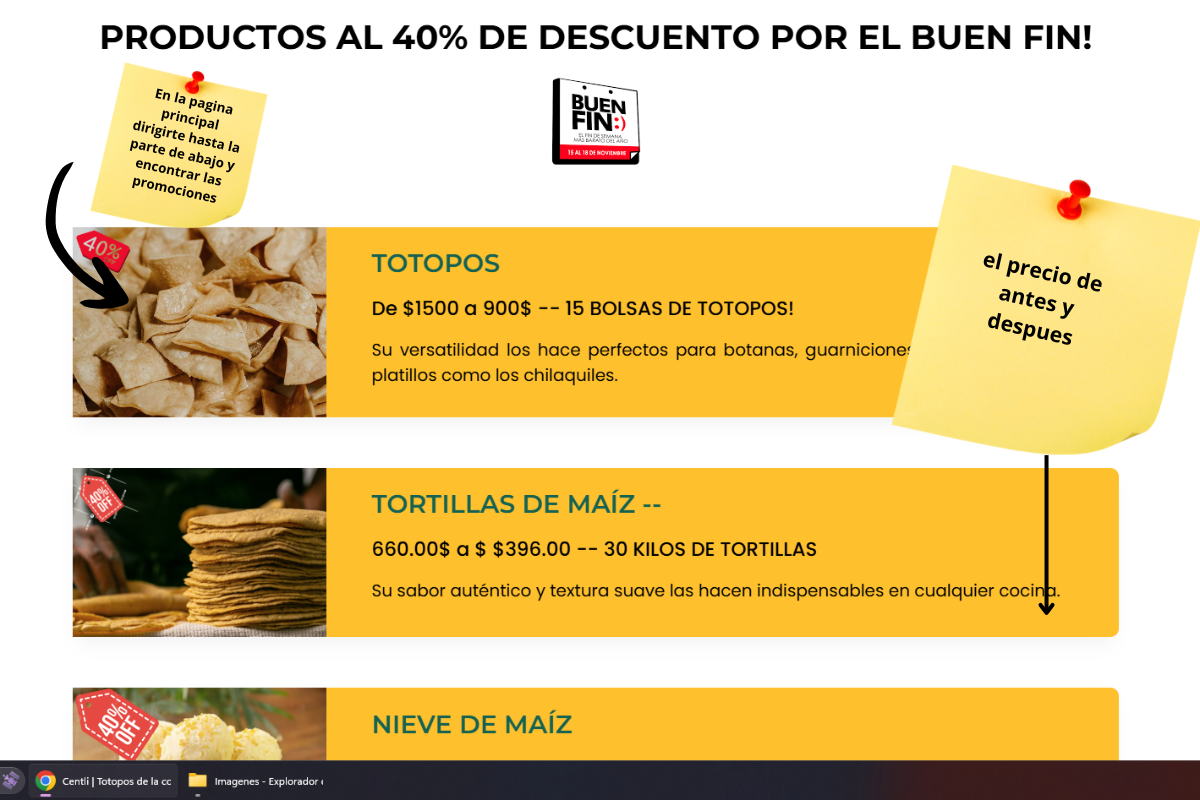 PRODUCTOS AL 40% DE DESCUENTO POR EL BUEN FIN!
En la pagina
principal
dirigirte hasta la
parte de abajo y
encontrar las
promociones
BUEN
FIN:)
EL FIN DE SEMANA
MÁS BARATO DEL AÑO
15 AL 18 DE NOVIEMBRE
el precio de
antes y
despues
40%
TOTOPOS
De $1500 a 900$ -- 15 BOLSAS DE TOTOPOS!
Su versatilidad los hace perfectos para botanas, guarniciones
platillos como los chilaquiles.
40%
OFF
TORTILLAS DE MAÍZ --
660.00$ a $ $396.00 -- 30 KILOS DE TORTILLAS
Su sabor auténtico y textura suave las hacen indispensables en cualquier cocina.
40%
OFF
NIEVE DE MAÍZ
Centli | Totopos de la cc
Imagenes - Explorador